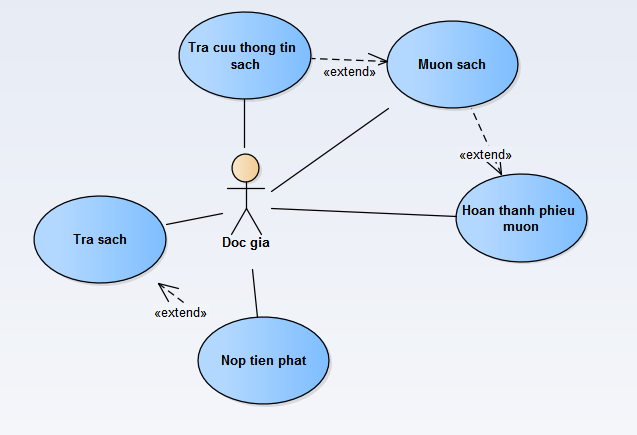 Tra cuu thong tin
sach
«extend»
Muon sach
«extend»
Hoan thanh phieu
muon
Doc gia
Tra sach
«extend»
Nop tien phat